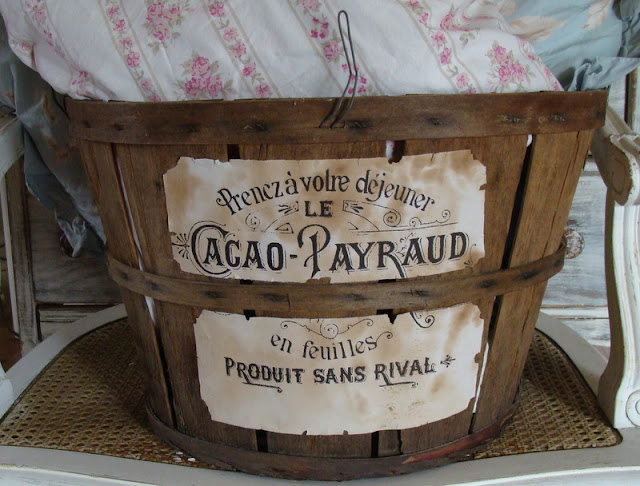 Prenez à votre déjeuner
LE
CACAO-PAYRAUD
en feuilles
PRODUIT SANS RIVAL